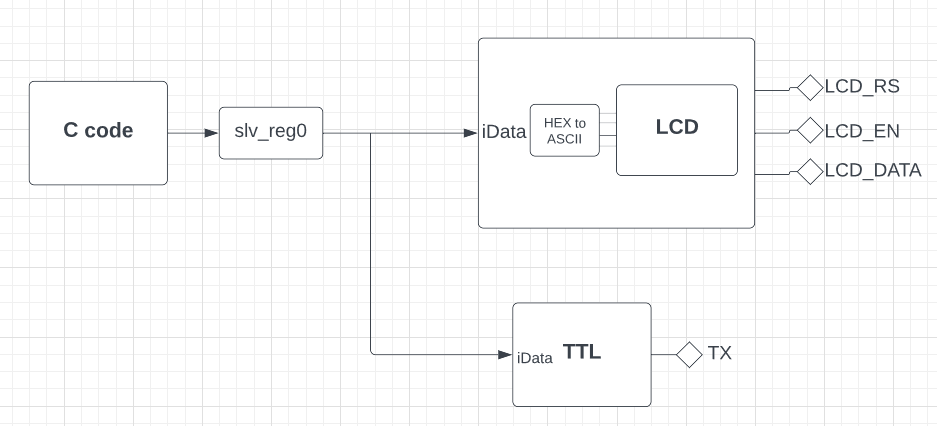 C code
slv_reg0
iData
HEX to
ASCII
LCD
LCD_RS
LCD_EN
LCD_DATA
iData
TTL
TX